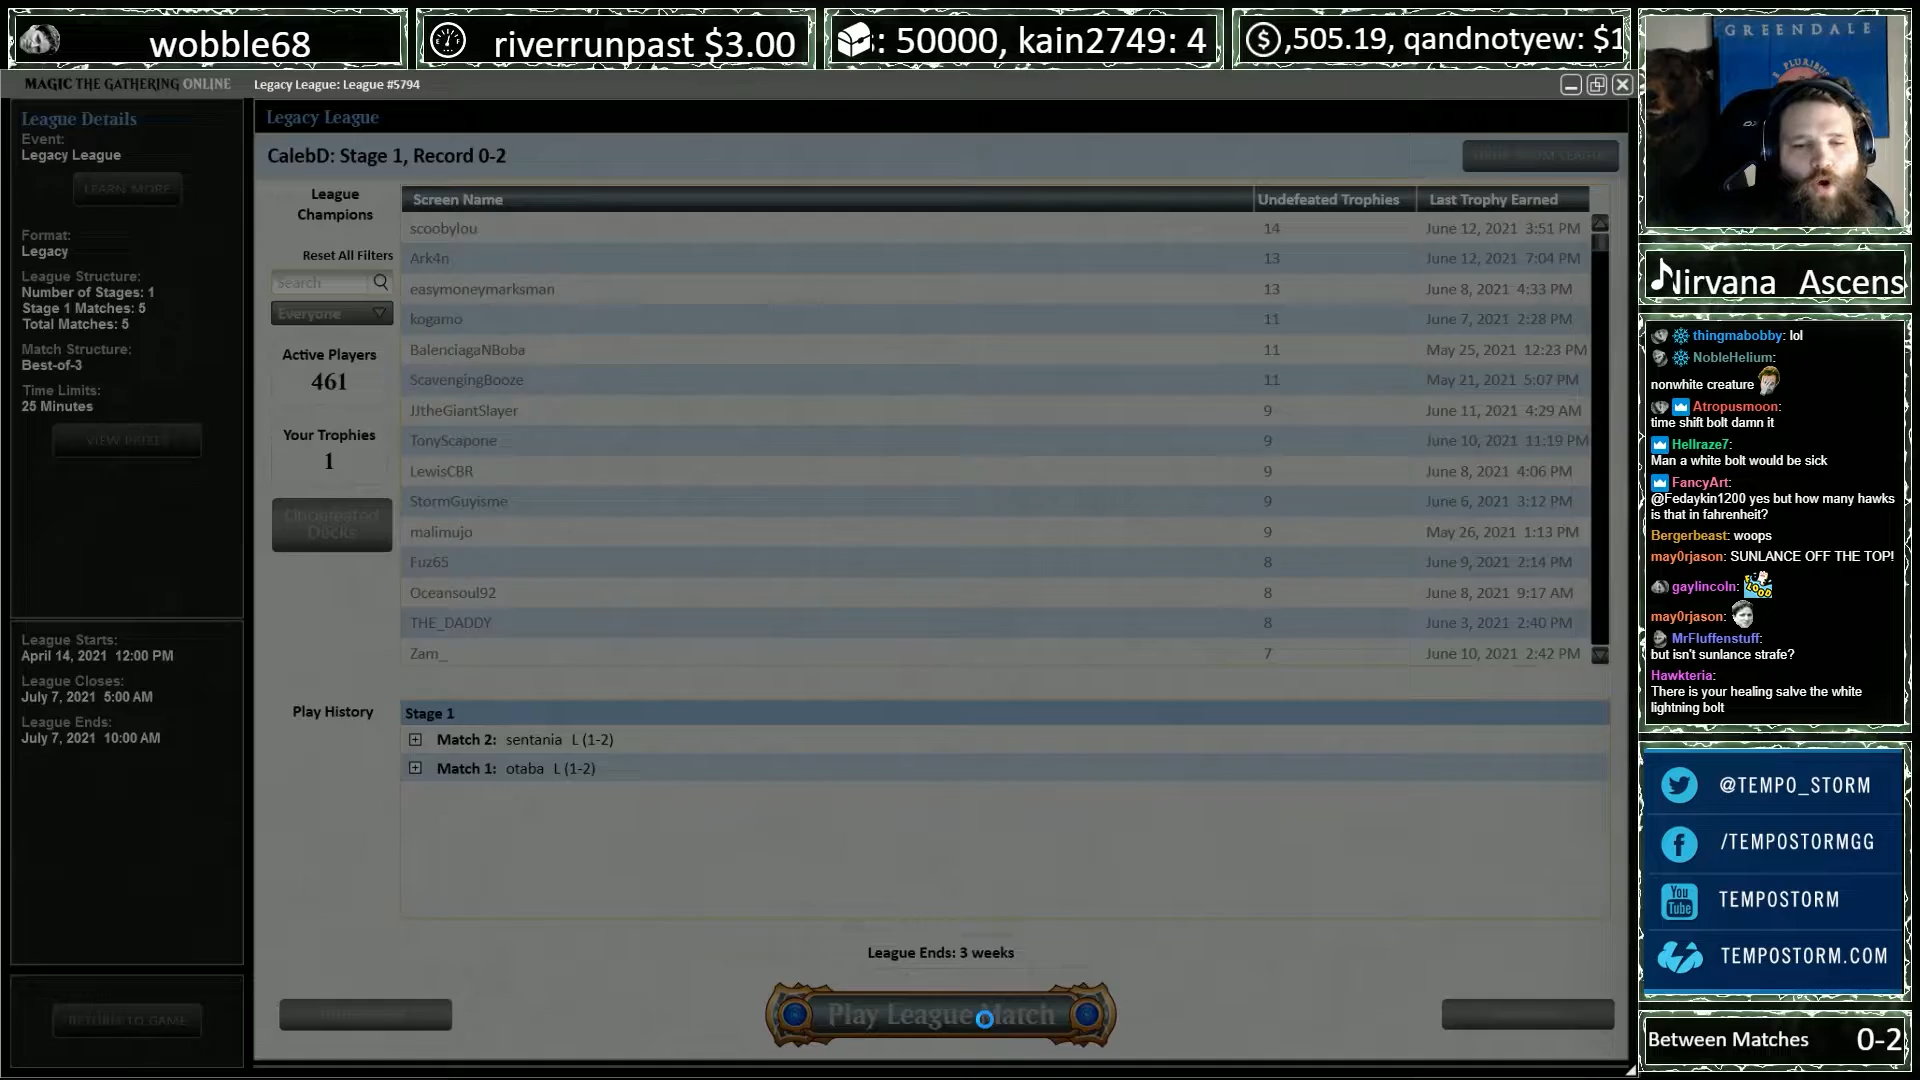 wobble68
riverrunpast $3.00
: 50000, kain2749: 4
,505.19, qandnotyew: $1
MAGIC THE GATHERING ONLINE
Legacy League: League #5794
League Details
Event:
Legacy League
LEARN MORE
Format:
Legacy
League Structure:
Number of Stages: 1
Stage 1 Matches: 5
Total Matches: 5
Match Structure:
Best-of-3
Time Limits:
25 Minutes
VIEW PRIZES
League Starts:
April 14, 2021 12:00 PM
League Closes:
July 7, 2021 5:00 AM
League Ends:
July 7, 2021 10:00 AM
RETURN TO GAME
Legacy League
CalebD: Stage 1, Record 0-2
League
Champions
Reset All Filters
Search
Everyone
Active Players
461
Your Trophies
1
Undefeated
Decks
Screen Name Undefeated Trophies Last Trophy Earned
scoobylou 14 June 12, 2021 3:51 PM
Ark4n 13 June 12, 2021 7:04 PM
easymoneymarksman 13 June 8, 2021 4:33 PM
kogamo 11 June 7, 2021 2:28 PM
BalenciagaNBoba 11 May 25, 2021 12:23 PM
ScavengingBooze 11 May 21, 2021 5:07 PM
JJtheGiantSlayer 9 June 11, 2021 4:29 AM
TonyScapone 9 June 10, 2021 11:19 PM
LewisCBR 9 June 8, 2021 4:06 PM
StormGuyisme 9 June 6, 2021 3:12 PM
malimujo 9 May 26, 2021 1:13 PM
Fuz65 8 June 9, 2021 2:14 PM
Oceansoul92 8 June 8, 2021 9:17 AM
THE_DADDY 8 June 3, 2021 2:40 PM
Zam_ 7 June 10, 2021 2:42 PM
Play History
Stage 1
Match 2: sentania L (1-2)
Match 1: otaba L (1-2)
League Ends: 3 weeks
Play League Match
GREENDALE
E PLURIBUS
Nirvana Ascens
thingmabobby: lol
NobleHelium:
nonwhite creature
Atropusmoon:
time shift bolt damn it
Hellraze7:
Man a white bolt would be sick
FancyArt:
@Fedaykin1200 yes but how many hawks
is that in fahrenheit?
Bergerbeast: woops
may0rjason: SUNLANCE OFF THE TOP!
gaylincoln:
may0rjason:
MrFluffenstuff:
but isn't sunlance strafe?
Hawkteria:
There is your healing salve the white
lightning bolt
@TEMPO_STORM
/TEMPOSTORMGG
You
Tube
TEMPOSTORM
TEMPOSTORM.COM
Between Matches 0-2